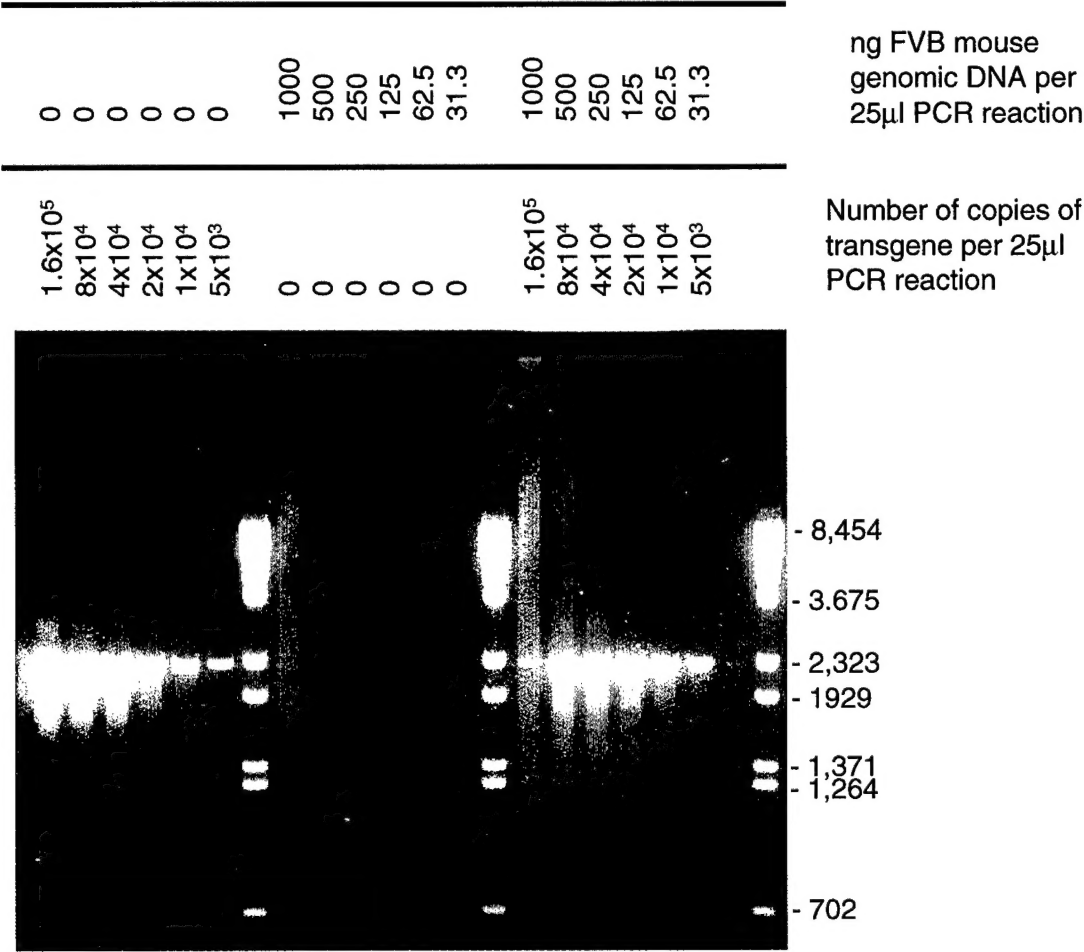 0 0 0 0 0 0 1000 500 250 125 62.5 31.3 1000 500 250 125 62.5 31.3
ng FVB mouse
genomic DNA per
25µl PCR reaction
1.6x10⁵ 8x10⁴ 4x10⁴ 2x10⁴ 1x10⁴ 5x10³ 0 0 0 0 0 0 1.6x10⁵ 8x10⁴ 4x10⁴ 2x10⁴ 1x10⁴ 5x10³
Number of copies of
transgene per 25µl
PCR reaction
- 8,454
- 3.675
- 2,323
- 1929
- 1,371
- 1,264
- 702